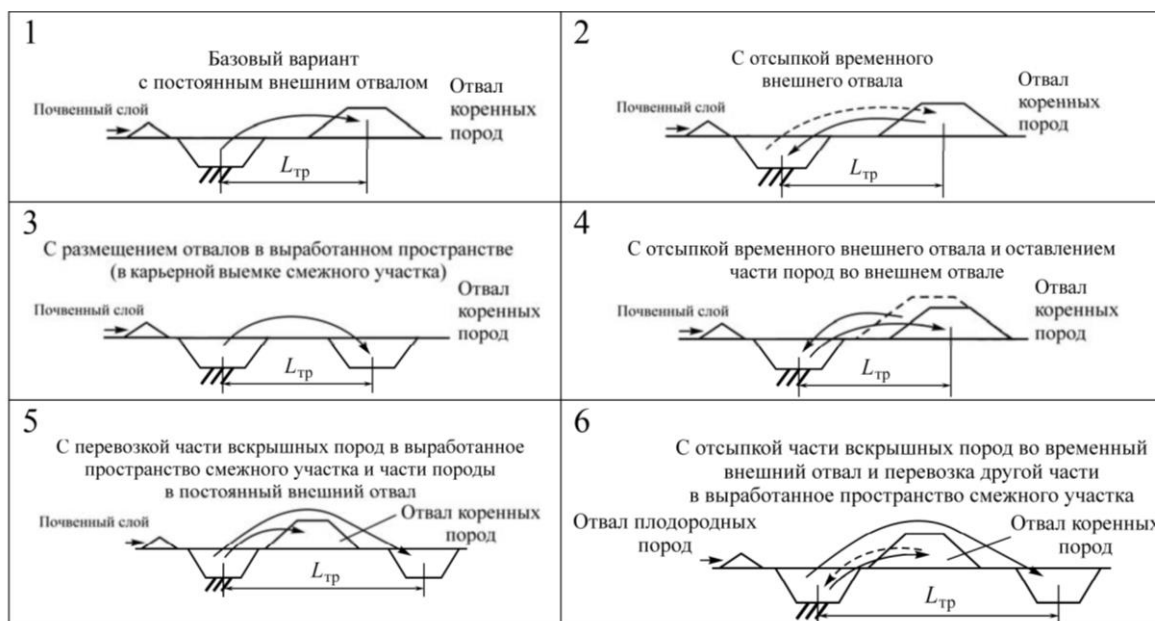 1
Базовый вариант
с постоянным внешним отвалом
Почвенный слой
Отвал
коренных
пород
Lтр
2
С отсыпкой временного
внешнего отвала
Почвенный слой
Отвал
коренных
пород
Lтр
3
С размещением отвалов в выработанном пространстве
(в карьерной выемке смежного участка)
Почвенный слой
Отвал
коренных
пород
Lтр
4
С отсыпкой временного внешнего отвала и оставлением
части пород во внешнем отвале
Почвенный слой
Отвал
коренных
пород
Lтр
5
С перевозкой части вскрышных пород в выработанное
пространство смежного участка и части породы
в постоянный внешний отвал
Почвенный слой
Отвал коренных
пород
Lтр
6
С отсыпкой части вскрышных пород во временный
внешний отвал и перевозка другой части
в выработанное пространство смежного участка
Отвал плодородных
пород
Отвал коренных
пород
Lтр